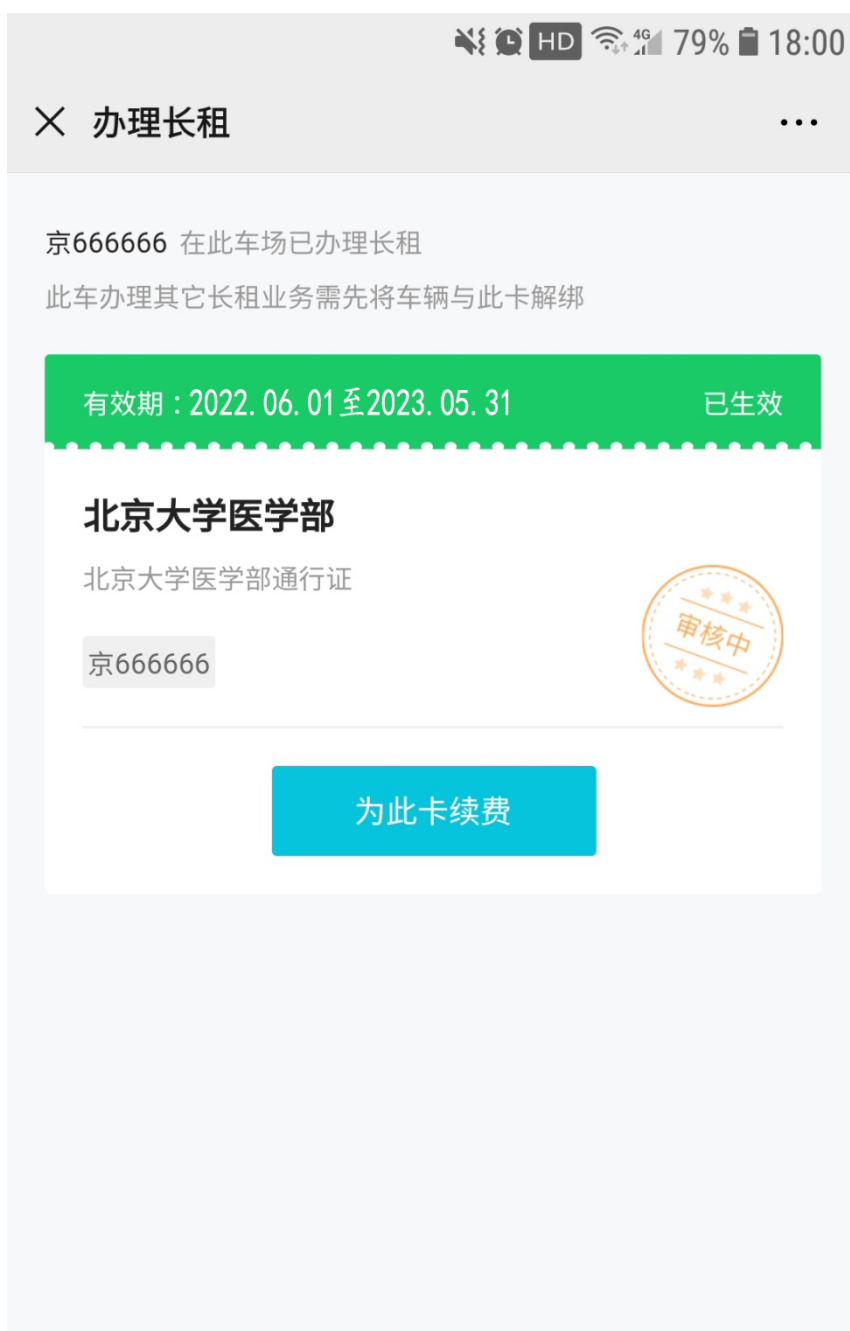 HD 4G 79% 18:00
办理长租
京666666 在此车场已办理长租
此车办理其它长租业务需先将车辆与此卡解绑
有效期：2022.06.01至2023.05.31 已生效
北京大学医学部
北京大学医学部通行证
审核中
京666666
为此卡续费